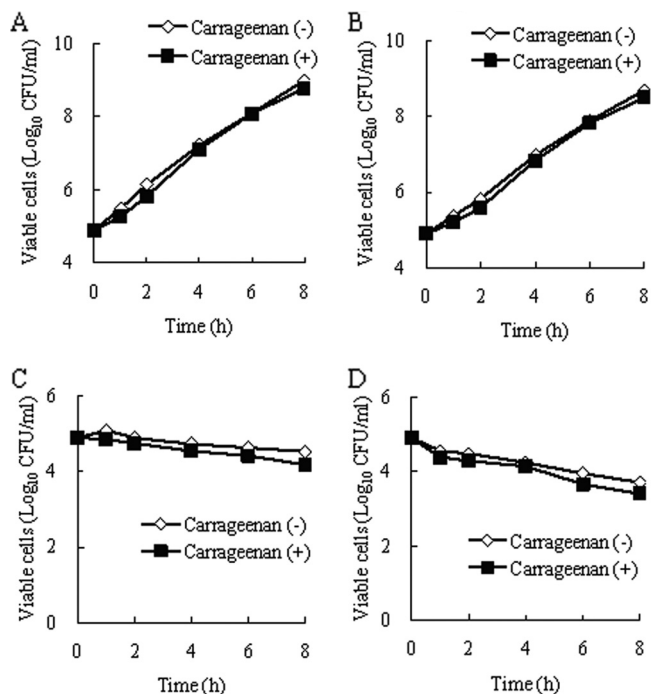 A
Carrageenan (-)
Carrageenan (+)
Viable cells (Log10 CFU/ml)
10
8
6
4
0 2 4 6 8
Time (h)
B
Carrageenan (-)
Carrageenan (+)
Viable cells (Log10 CFU/ml)
10
8
6
4
0 2 4 6 8
Time (h)
C
Carrageenan (-)
Carrageenan (+)
Viable cells (Log10 CFU/ml)
6
4
2
0
0 2 4 6 8
Time (h)
D
Carrageenan (-)
Carrageenan (+)
Viable cells (Log10 CFU/ml)
6
4
2
0
0 2 4 6 8
Time (h)